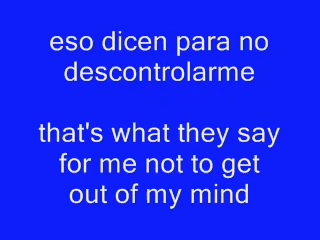 eso dicen para no
descontrolarme
that's what they say
for me not to get
out of my mind